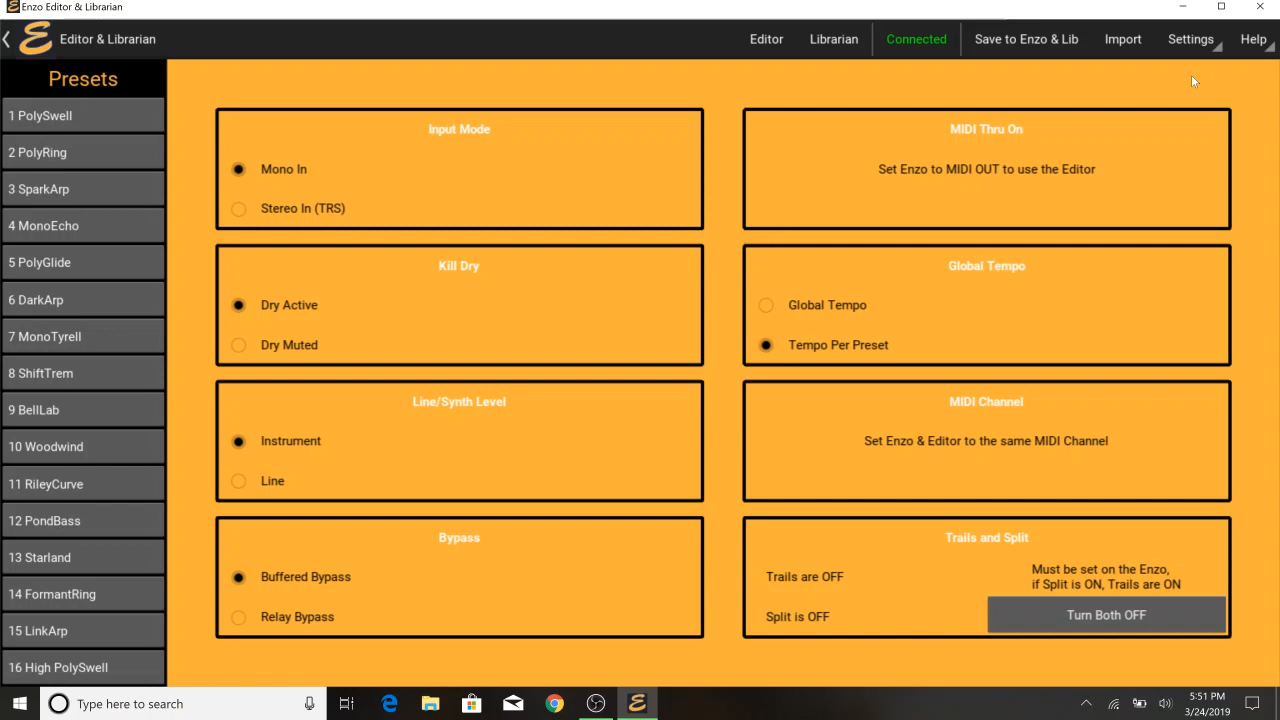 Enzo Editor & Librarian
Editor & Librarian
Editor
Librarian
Connected
Save to Enzo & Lib
Import
Settings
Help
Presets
1 PolySwell
2 PolyRing
3 SparkArp
4 MonoEcho
5 PolyGlide
6 DarkArp
7 MonoTyrell
8 ShiftTrem
9 BellLab
10 Woodwind
11 RileyCurve
12 PondBass
13 Starland
14 FormantRing
15 LinkArp
16 High PolySwell
Input Mode
Mono In
Stereo In (TRS)
Kill Dry
Dry Active
Dry Muted
Line/Synth Level
Instrument
Line
Bypass
Buffered Bypass
Relay Bypass
MIDI Thru On
Set Enzo to MIDI OUT to use the Editor
Global Tempo
Global Tempo
Tempo Per Preset
MIDI Channel
Set Enzo & Editor to the same MIDI Channel
Trails and Split
Trails are OFF
Must be set on the Enzo,
if Split is ON, Trails are ON
Split is OFF
Turn Both OFF
Type here to search
5:51 PM
3/24/2019